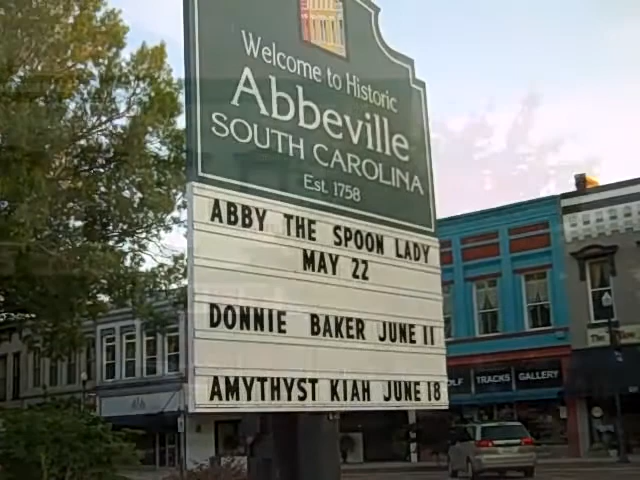 Welcome to Historic
Abbeville
SOUTH CAROLINA
Est. 1758
ABBY THE SPOON LADY
MAY 22
DONNIE BAKER JUNE 11
AMYTHYST KIAH JUNE 18
TRACKS GALLERY
The